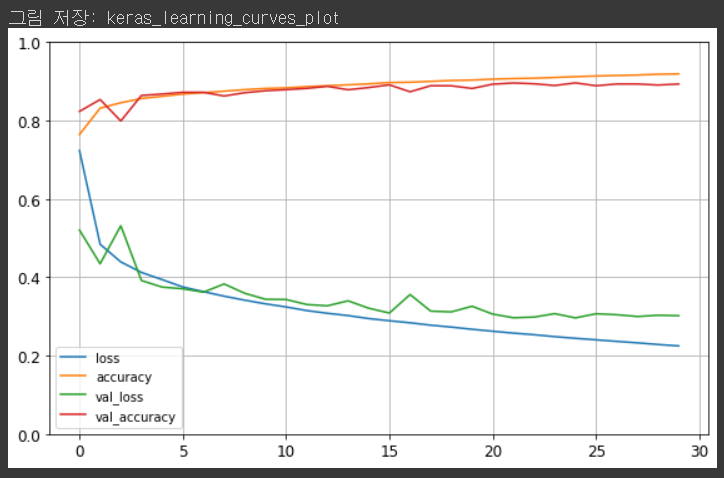 그림 저장: keras_learning_curves_plot
1.0
0.8
0.6
0.4
0.2
0.0
loss
accuracy
val_loss
val_accuracy
0 5 10 15 20 25 30